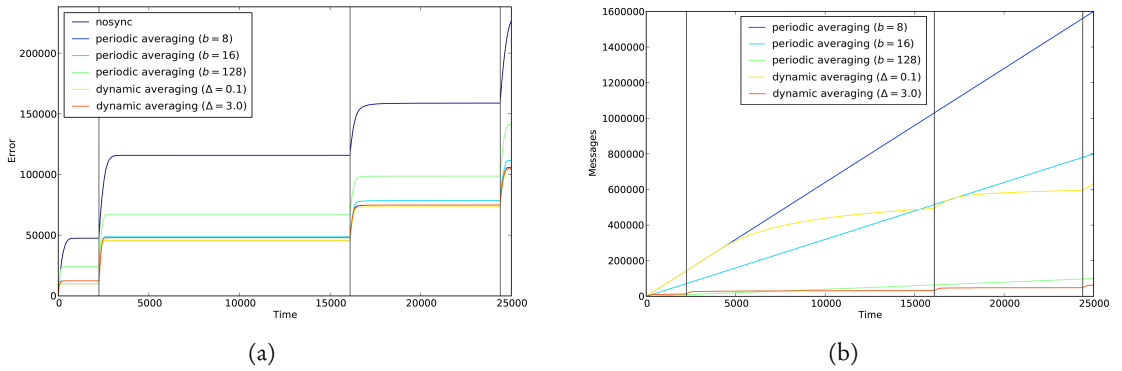 nosync
periodic averaging (b = 8)
periodic averaging (b = 16)
periodic averaging (b = 128)
dynamic averaging (Δ = 0.1)
dynamic averaging (Δ = 3.0)
200000
150000
100000
50000
0
Error
0 5000 10000 15000 20000 25000
Time
(a)
periodic averaging (b = 8)
periodic averaging (b = 16)
periodic averaging (b = 128)
dynamic averaging (Δ = 0.1)
dynamic averaging (Δ = 3.0)
1600000
1400000
1200000
1000000
800000
600000
400000
200000
0
Messages
0 5000 10000 15000 20000 25000
Time
(b)